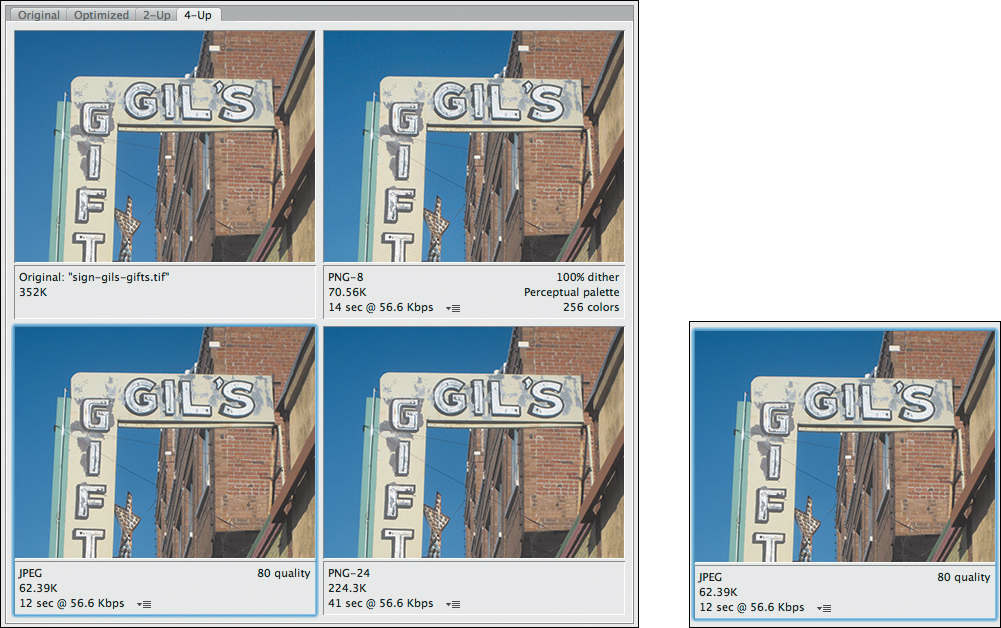 Original Optimized 2-Up 4-Up
GIL'S
GIFT
GIL'S
GIFT
Original: "sign-gils-gifts.tif"
352K
PNG-8 100% dither
70.56K Perceptual palette
14 sec @ 56.6 Kbps 256 colors
GIL'S
GIFT
GIL'S
GIFT
JPEG 80 quality
62.39K
12 sec @ 56.6 Kbps
PNG-24
224.3K
41 sec @ 56.6 Kbps
GIL'S
GIFT
JPEG 80 quality
62.39K
12 sec @ 56.6 Kbps